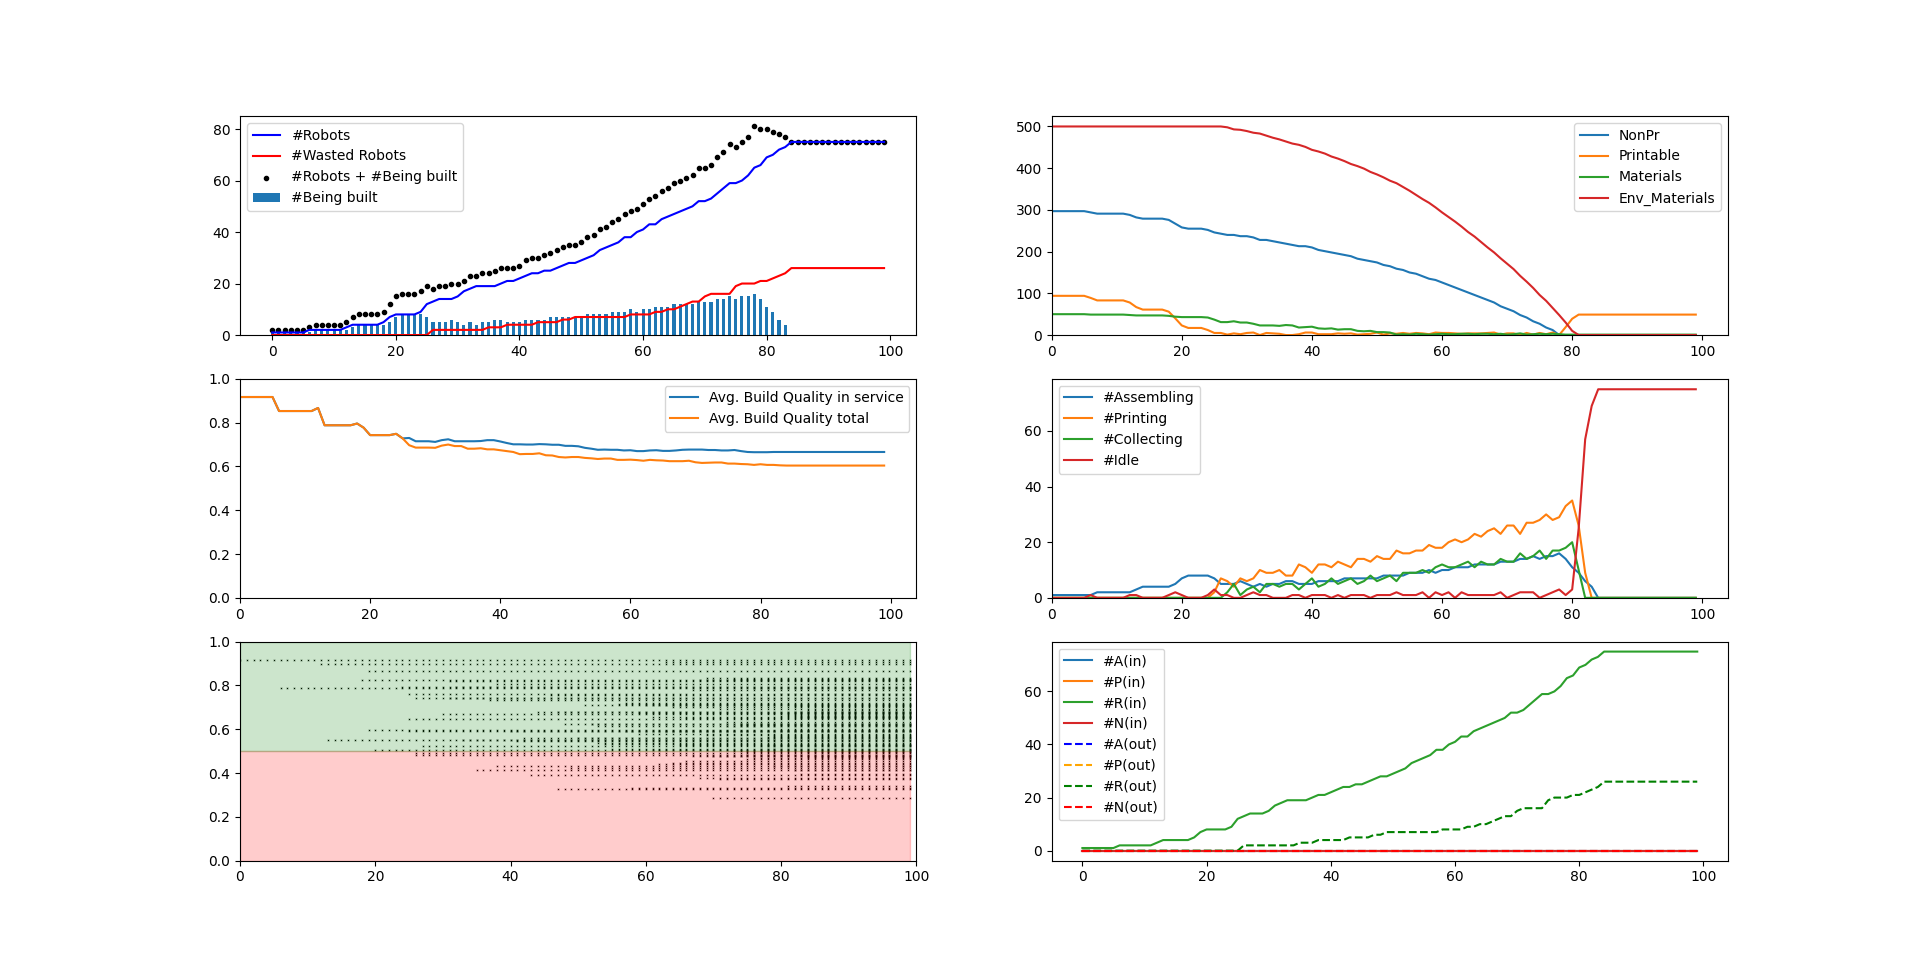 80
60
40
20
0
#Robots
#Wasted Robots
#Robots + #Being built
#Being built
0 20 40 60 80 100
500
400
300
200
100
0
NonPr
Printable
Materials
Env_Materials
0 20 40 60 80 100
1.0
0.8
0.6
0.4
0.2
0.0
Avg. Build Quality in service
Avg. Build Quality total
0 20 40 60 80 100
60
40
20
0
#Assembling
#Printing
#Collecting
#Idle
0 20 40 60 80 100
1.0
0.8
0.6
0.4
0.2
0.0
0 20 40 60 80 100
60
40
20
0
#A(in)
#P(in)
#R(in)
#N(in)
#A(out)
#P(out)
#R(out)
#N(out)
0 20 40 60 80 100